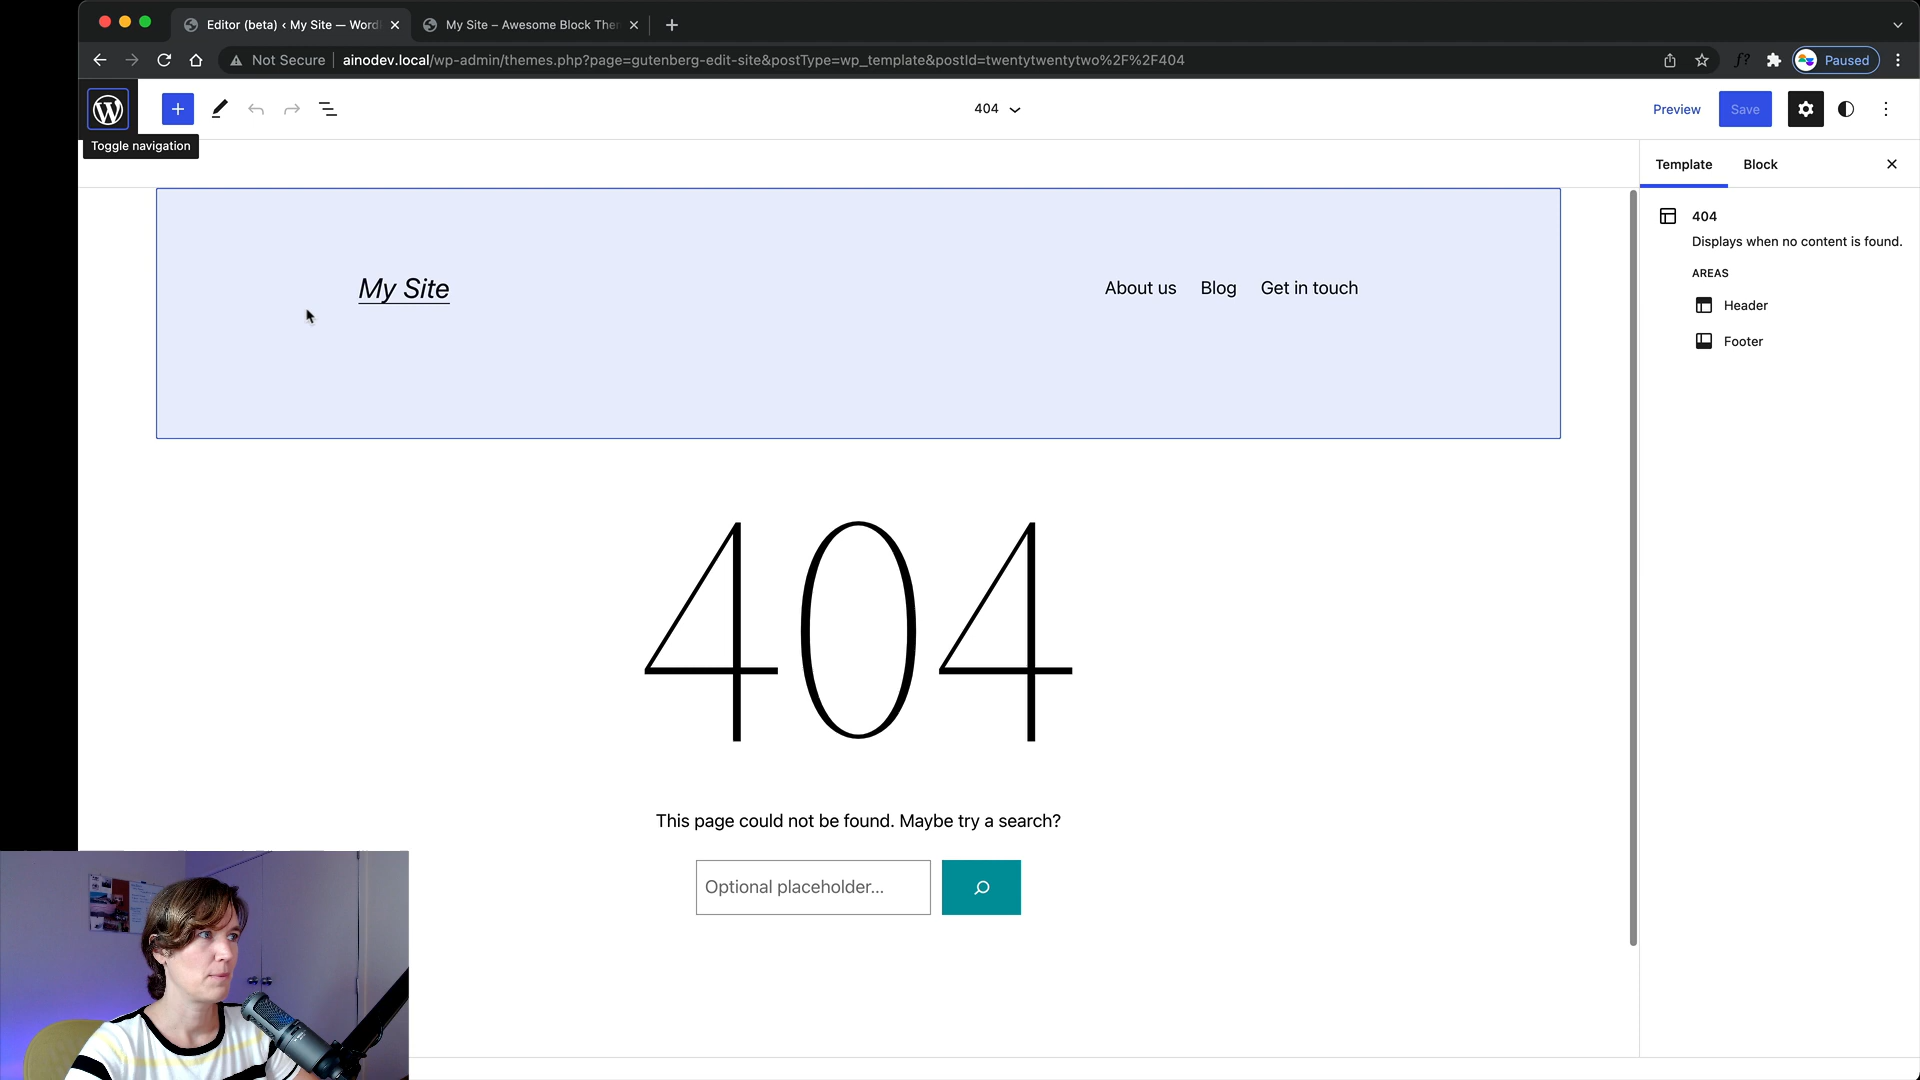 Editor (beta) ‹ My Site — Word
My Site – Awesome Block The
Not Secure
ainodev.local/wp-admin/themes.php?page=gutenberg-edit-site&postType=wp_template&postId=twentytwentytwo%2F%2F404
f?
Paused
404
Preview
Save
Toggle navigation
Template
Block
My Site
About us
Blog
Get in touch
404
Displays when no content is found.
AREAS
Header
Footer
404
This page could not be found. Maybe try a search?
Optional placeholder...